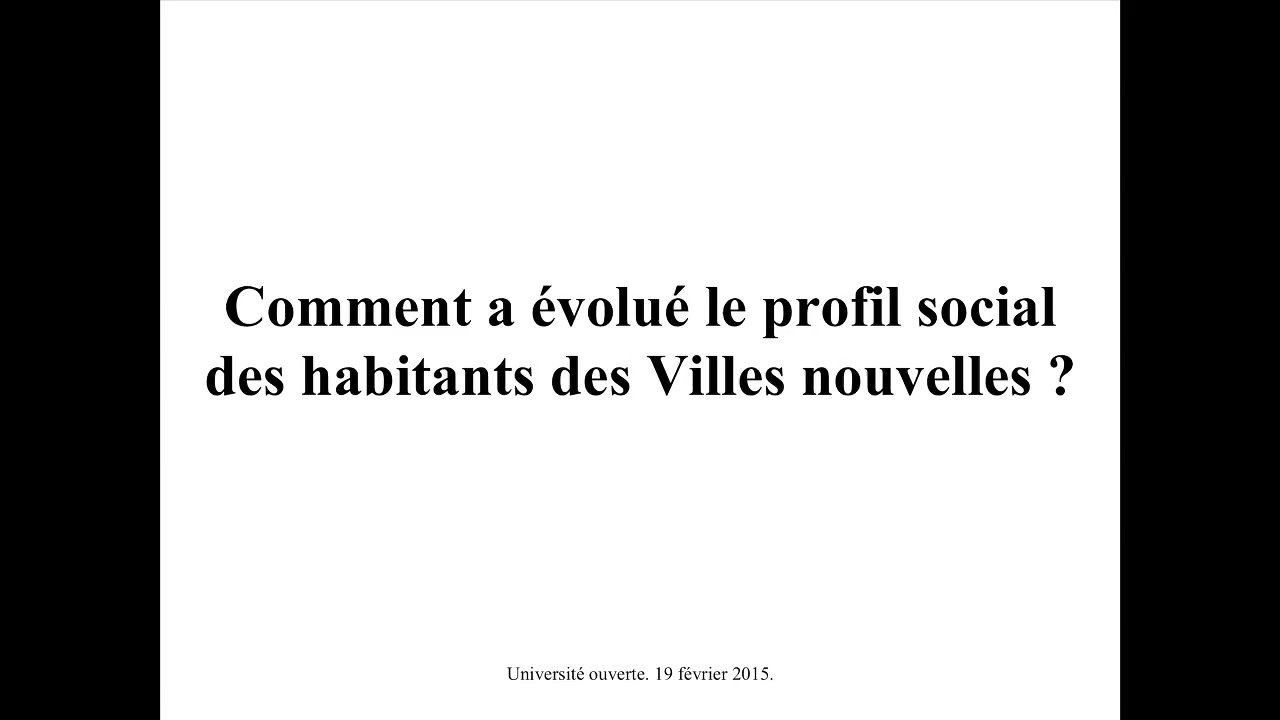 Comment a évolué le profil social
des habitants des Villes nouvelles ?
Université ouverte. 19 février 2015.